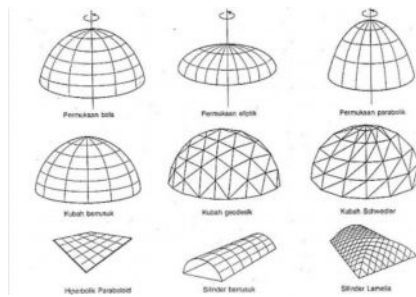 Permukaan bola
Permukaan eliptik
Permukaan parabolik
Kubah berusuk
Kubah geodesik
Kubah Schwedler
Hiperbolik Paraboloid
Silinder berusuk
Silinder Lamella